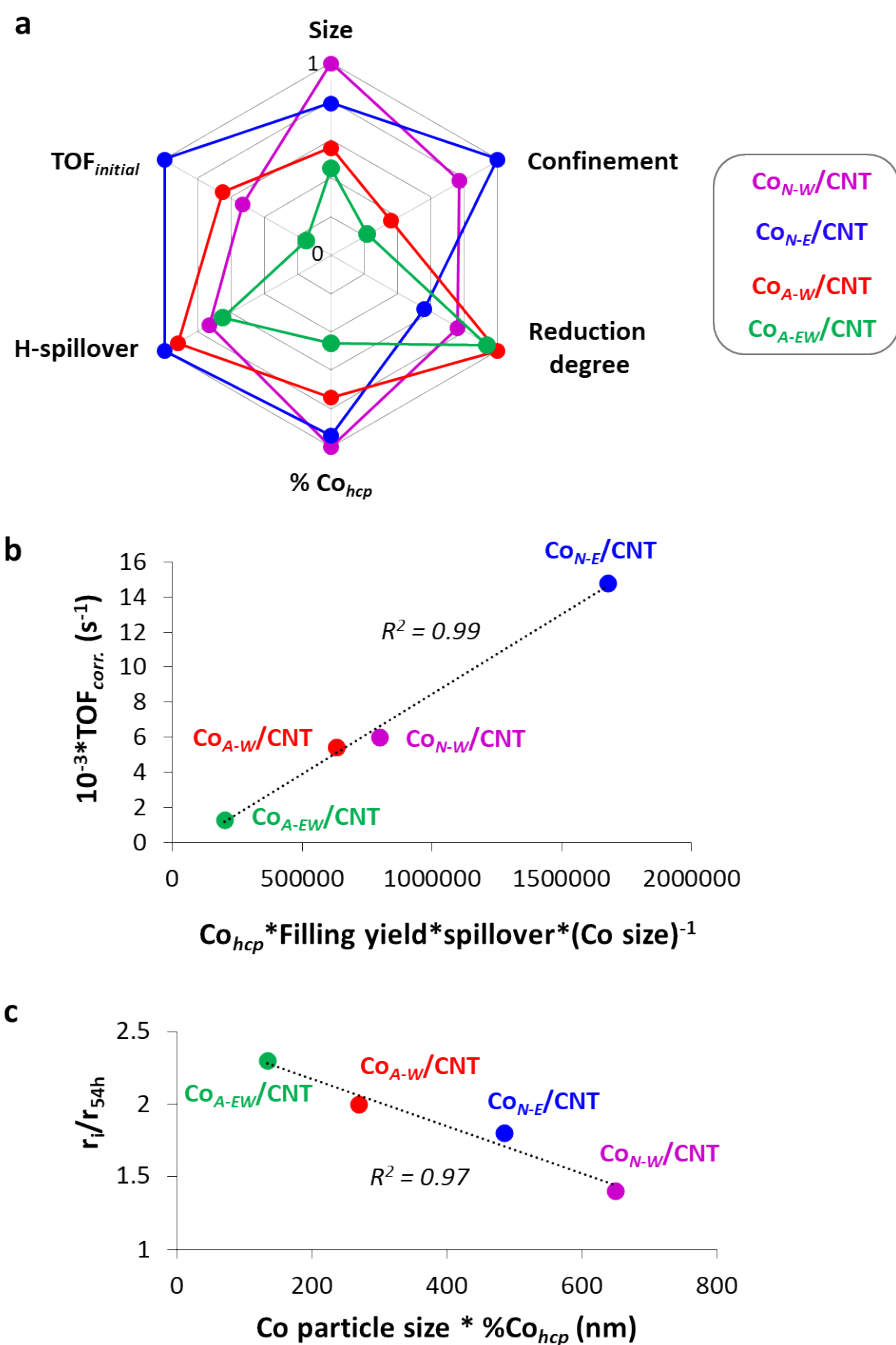 a
Size
1
TOFinitial
Confinement
0
H-spillover
Reduction
degree
% Cohcp
CoN-W/CNT
CoN-E/CNT
CoA-W/CNT
CoA-EW/CNT
b
10-3*TOFcorr. (s-1)
16
14
12
10
8
6
4
2
0
CoN-E/CNT
R2 = 0.99
CoA-W/CNT
CoN-W/CNT
CoA-EW/CNT
0 500000 1000000 1500000 2000000
Cohcp*Filling yield*spillover*(Co size)-1
c
ri/r54h
2.5
2
1.5
1
CoA-W/CNT
CoA-EW/CNT
CoN-E/CNT
CoN-W/CNT
R2 = 0.97
0 200 400 600 800
Co particle size * %Cohcp (nm)